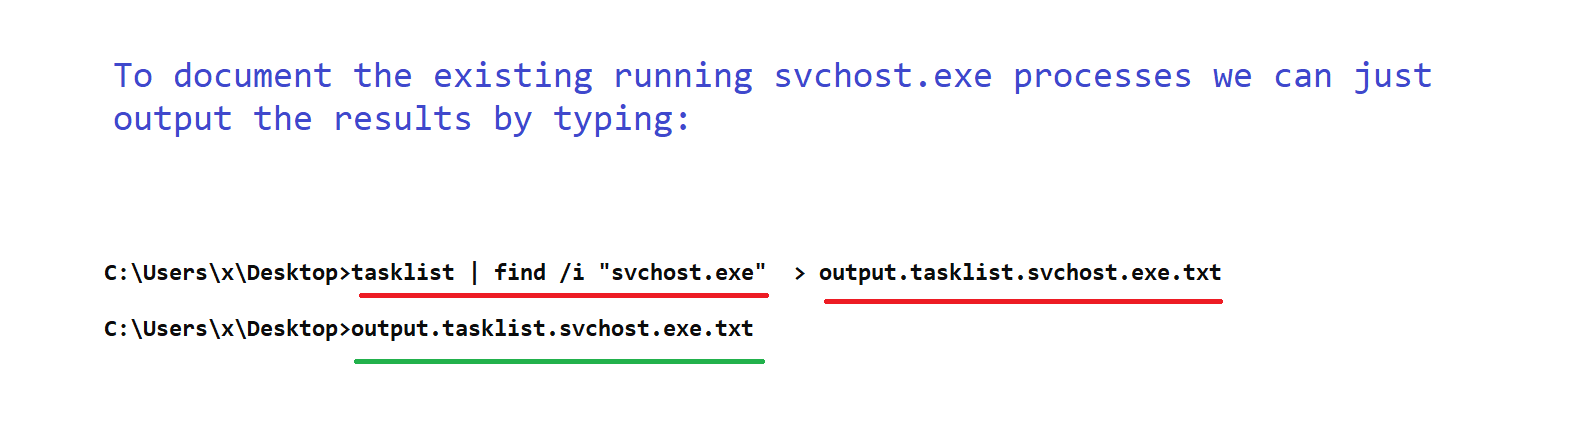 To document the existing running svchost.exe processes we can just
output the results by typing:
C:\Users\x\Desktop>tasklist | find /i "svchost.exe"  > output.tasklist.svchost.exe.txt
C:\Users\x\Desktop>output.tasklist.svchost.exe.txt